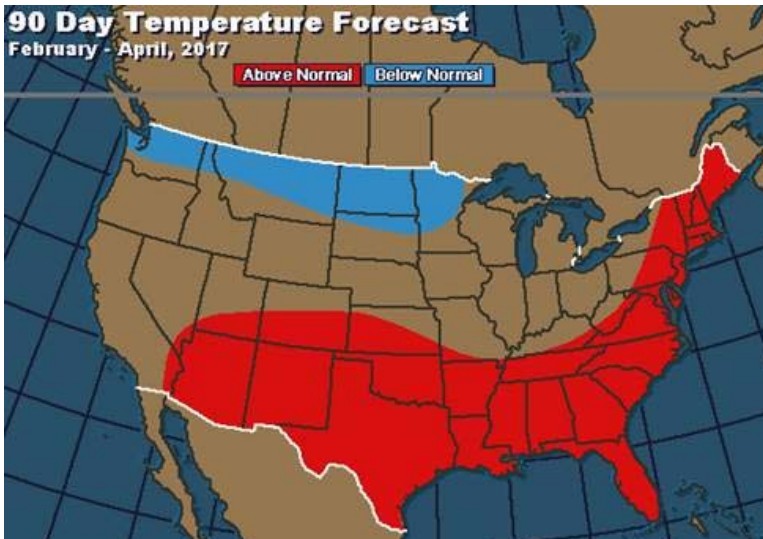 90 Day Temperature Forecast
February - April, 2017
Above Normal Below Normal